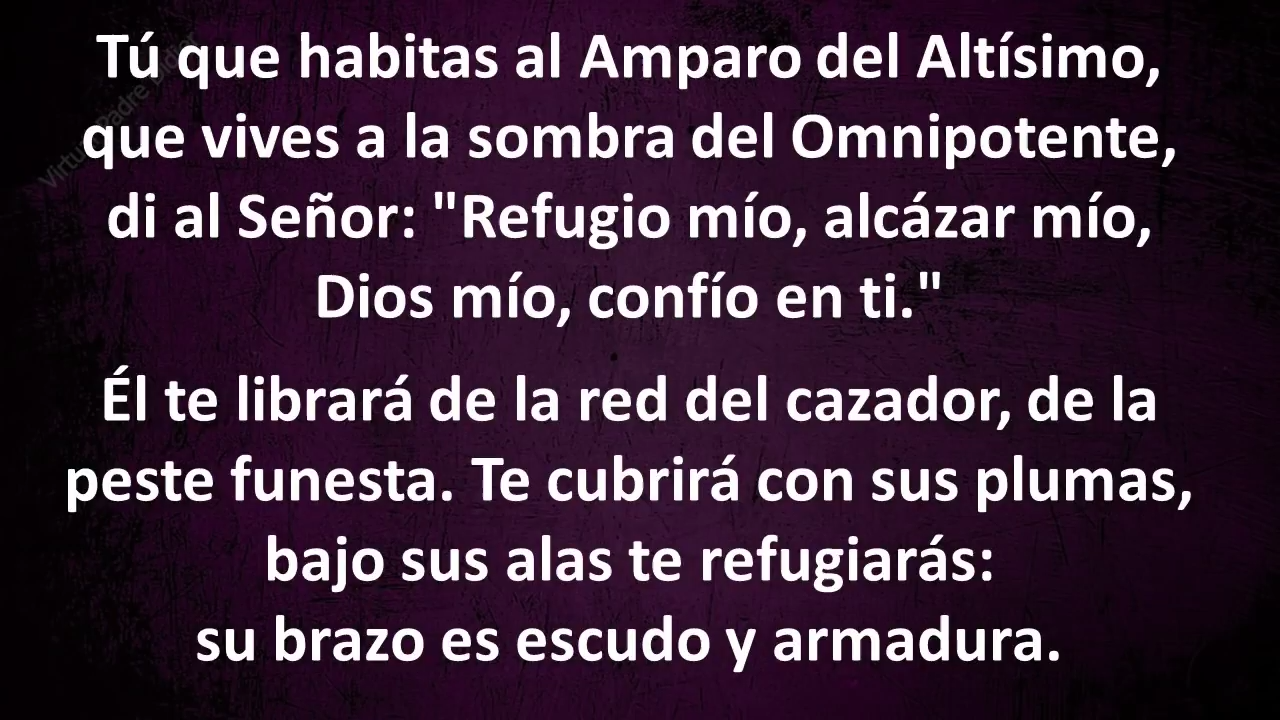 Tú que habitas al Amparo del Altísimo,
que vives a la sombra del Omnipotente,
di al Señor: "Refugio mío, alcázar mío,
Dios mío, confío en ti."
Él te librará de la red del cazador, de la
peste funesta. Te cubrirá con sus plumas,
bajo sus alas te refugiarás:
su brazo es escudo y armadura.